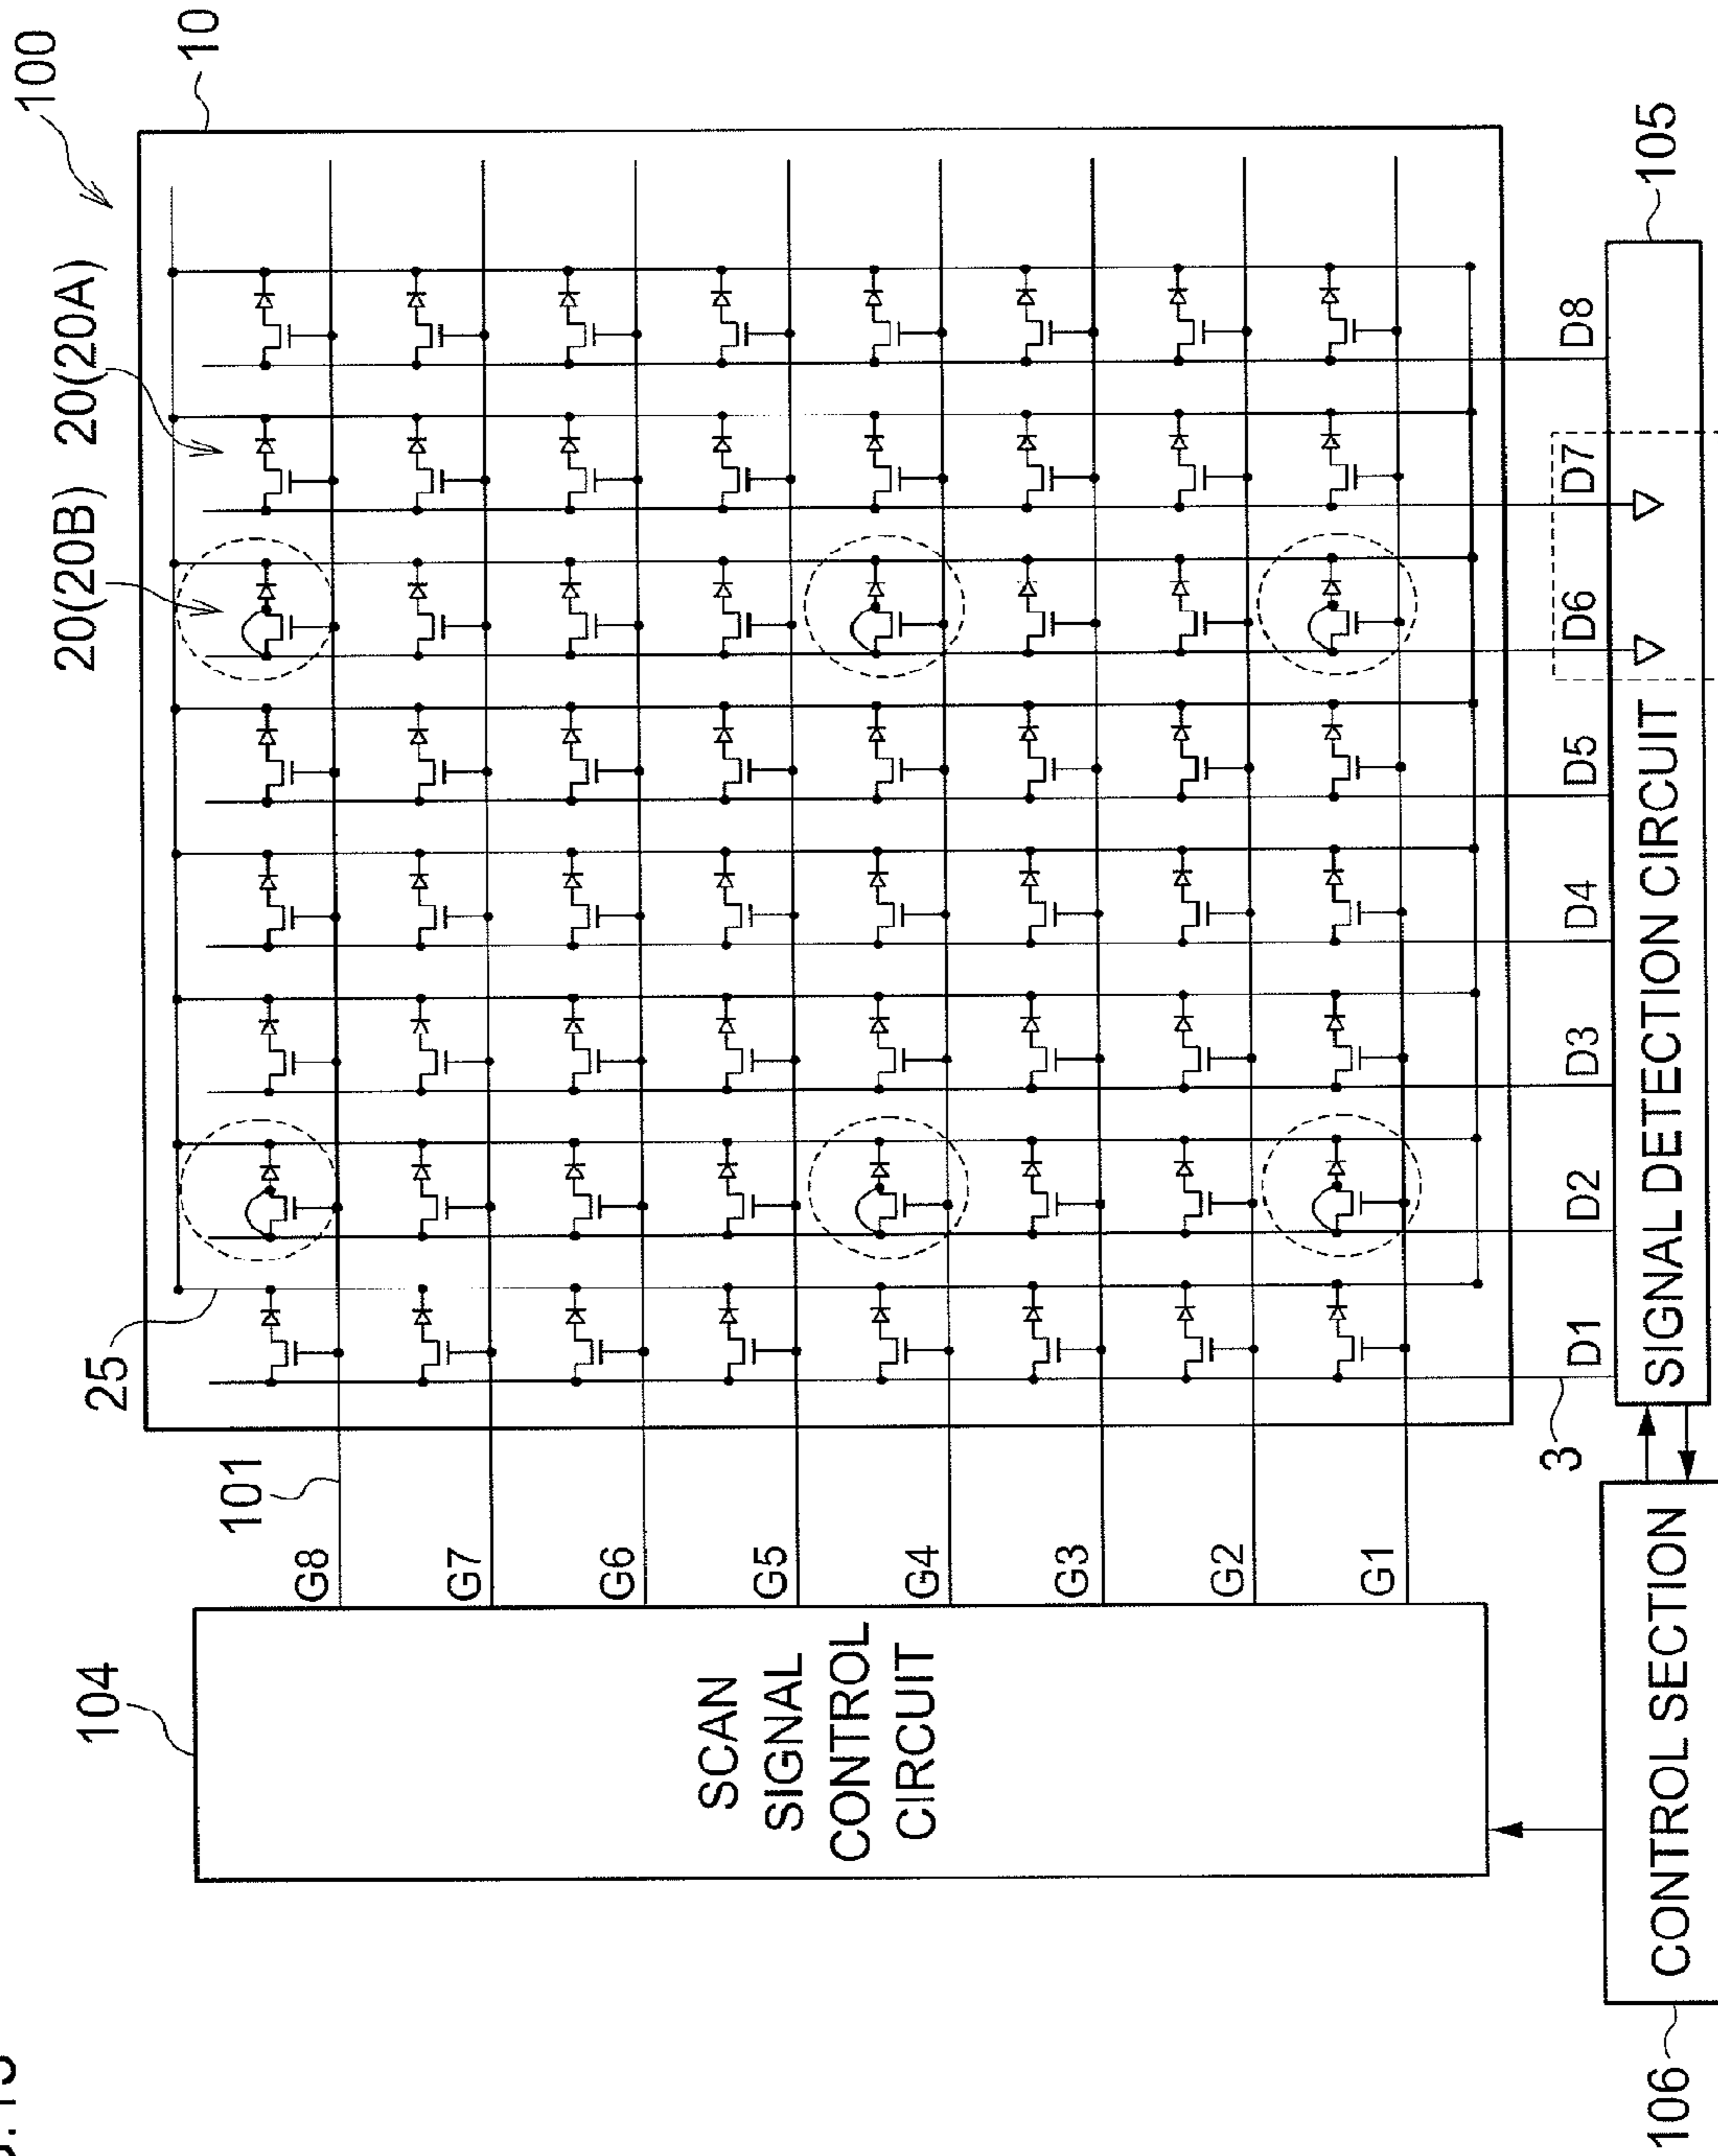 100
10
20(20B) 20(20A)
25
101
104
G8
G7
G6
G5
G4
G3
G2
G1
SCAN
SIGNAL
CONTROL
CIRCUIT
D1 D2 D3 D4 D5 D6 D7 D8
3
SIGNAL DETECTION CIRCUIT
105
106
CONTROL SECTION